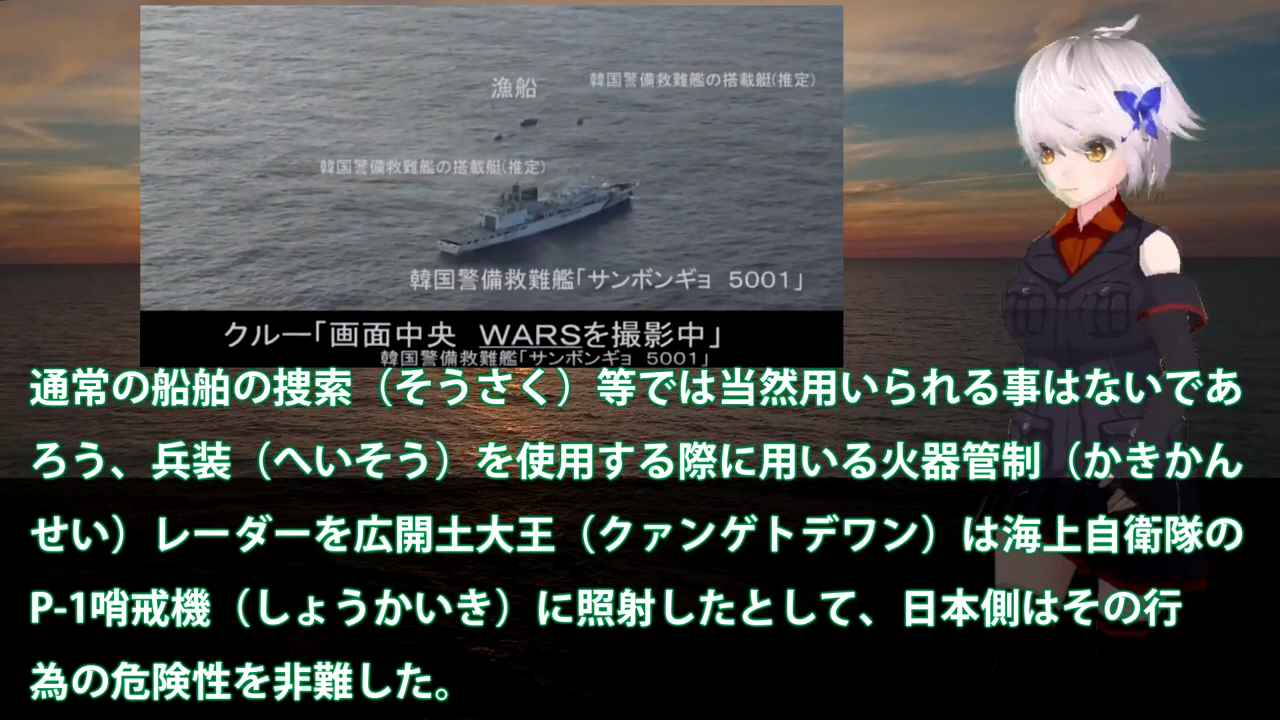 漁船
韓国警備救難艦の搭載艇(推定)
韓国警備救難艦の搭載艇(推定)
韓国警備救難艦「サンボンギョ 5001」
クルー「画面中央 WARSを撮影中」
韓国警備救難艦「サンボンギョ 5001」
通常の船舶の捜索（そうさく）等では当然用いられる事はないであ
ろう、兵装（へいそう）を使用する際に用いる火器管制（かきかん
せい）レーダーを広開土大王（クァンゲトデワン）は海上自衛隊の
P-1哨戒機（しょうかいき）に照射したとして、日本側はその行
為の危険性を非難した。